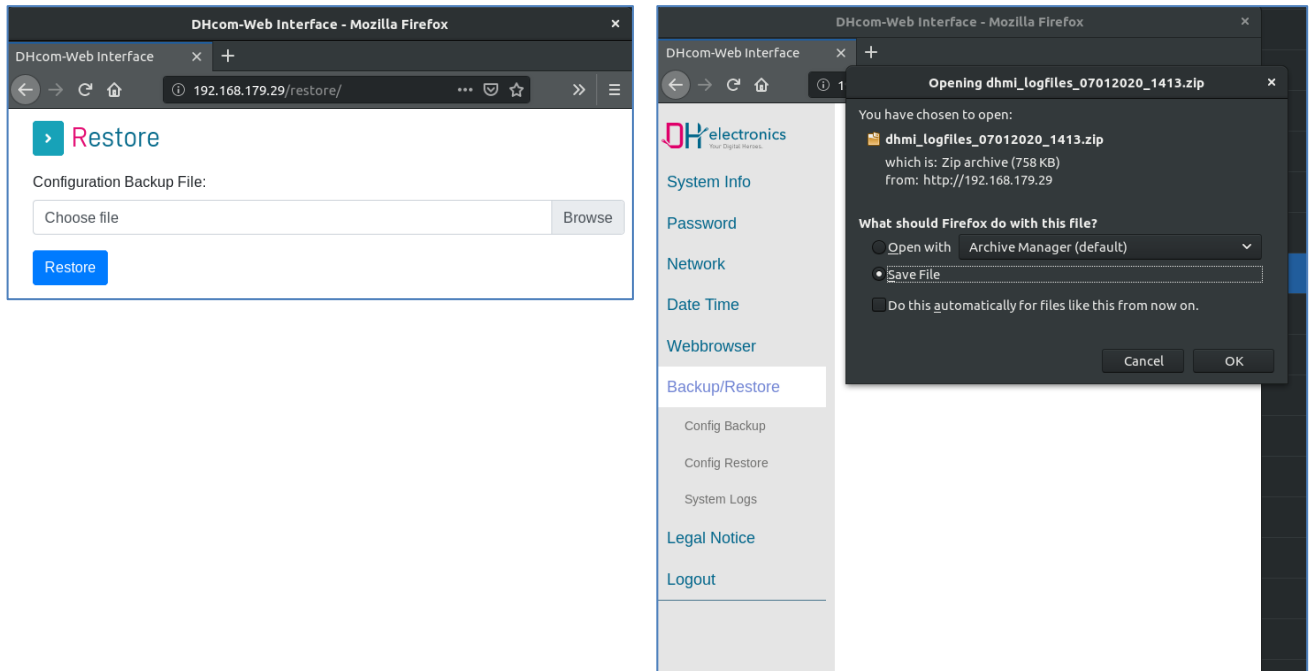 DHcom-Web Interface - Mozilla Firefox
DHcom-Web Interface
192.168.179.29/restore/
Restore
Configuration Backup File:
Choose file Browse
Restore
DHcom-Web Interface - Mozilla Firefox
DHcom-Web Interface
1
DH electronics
Your Digital Heroes.
System Info
Password
Network
Date Time
Webbrowser
Backup/Restore
Config Backup
Config Restore
System Logs
Legal Notice
Logout
Opening dhmi_logfiles_07012020_1413.zip
You have chosen to open:
dhmi_logfiles_07012020_1413.zip
which is: Zip archive (758 KB)
from: http://192.168.179.29
What should Firefox do with this file?
Open with Archive Manager (default)
Save File
Do this automatically for files like this from now on.
Cancel OK